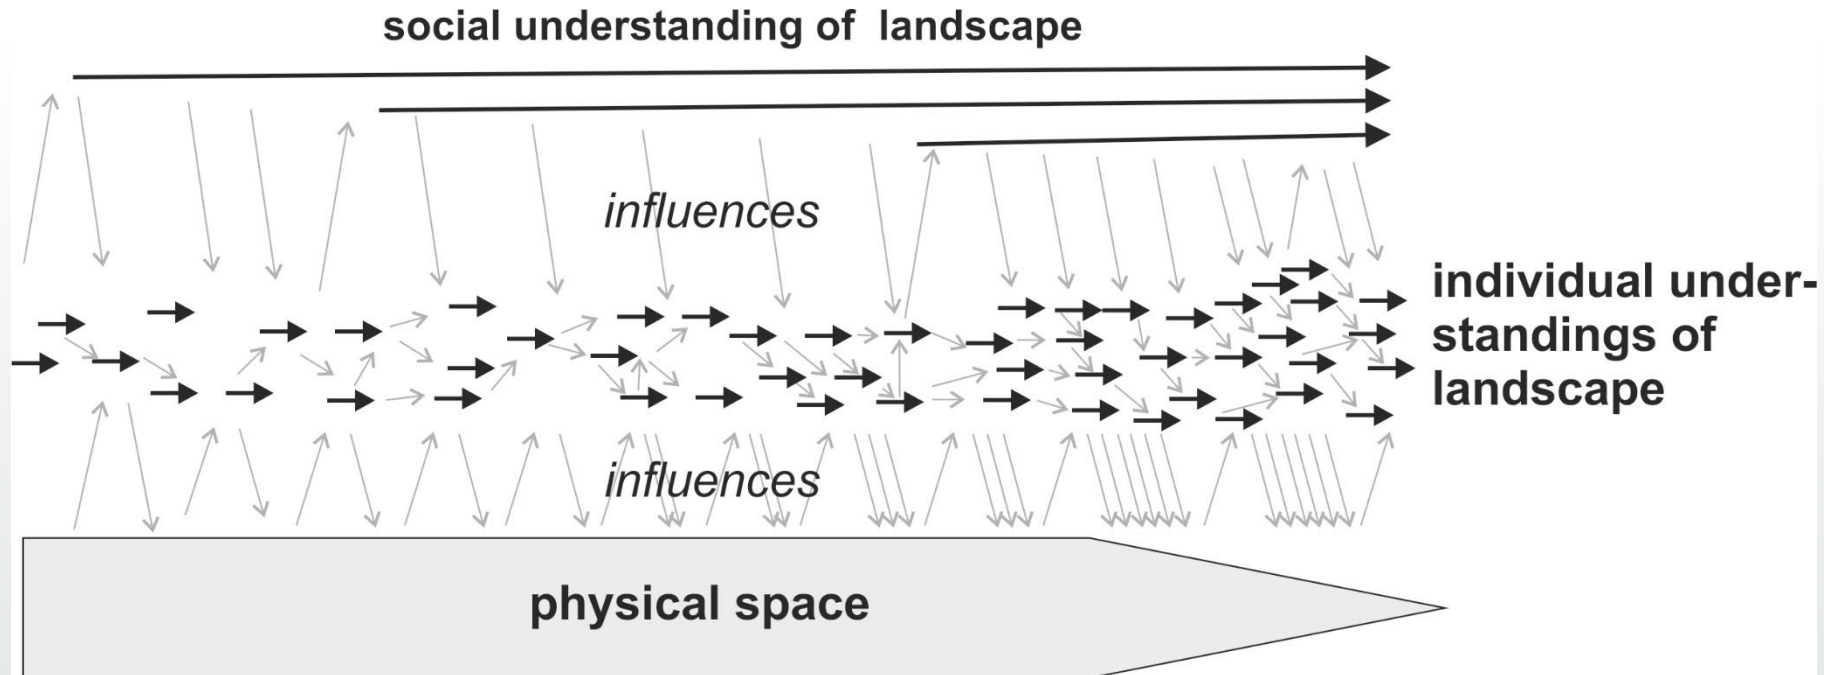 social understanding of landscape
influences
individual under-
standings of
landscape
influences
physical space